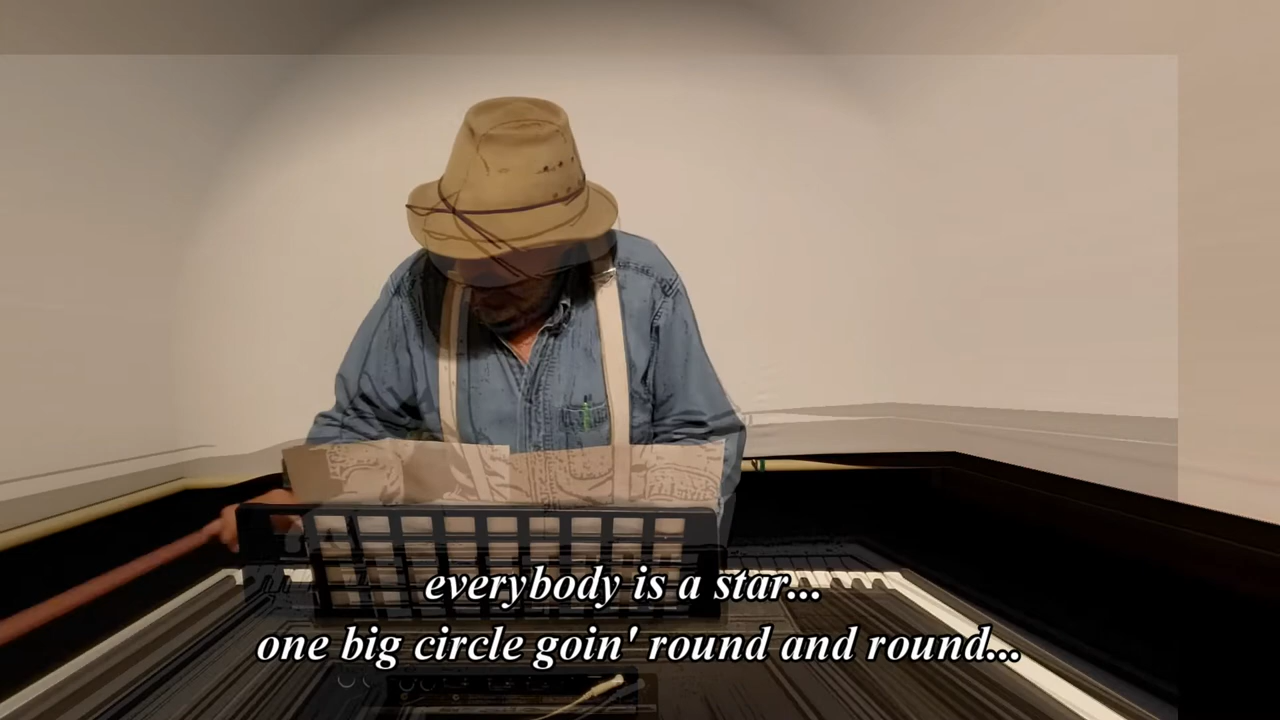 everybody is a star...
one big circle goin' round and round...